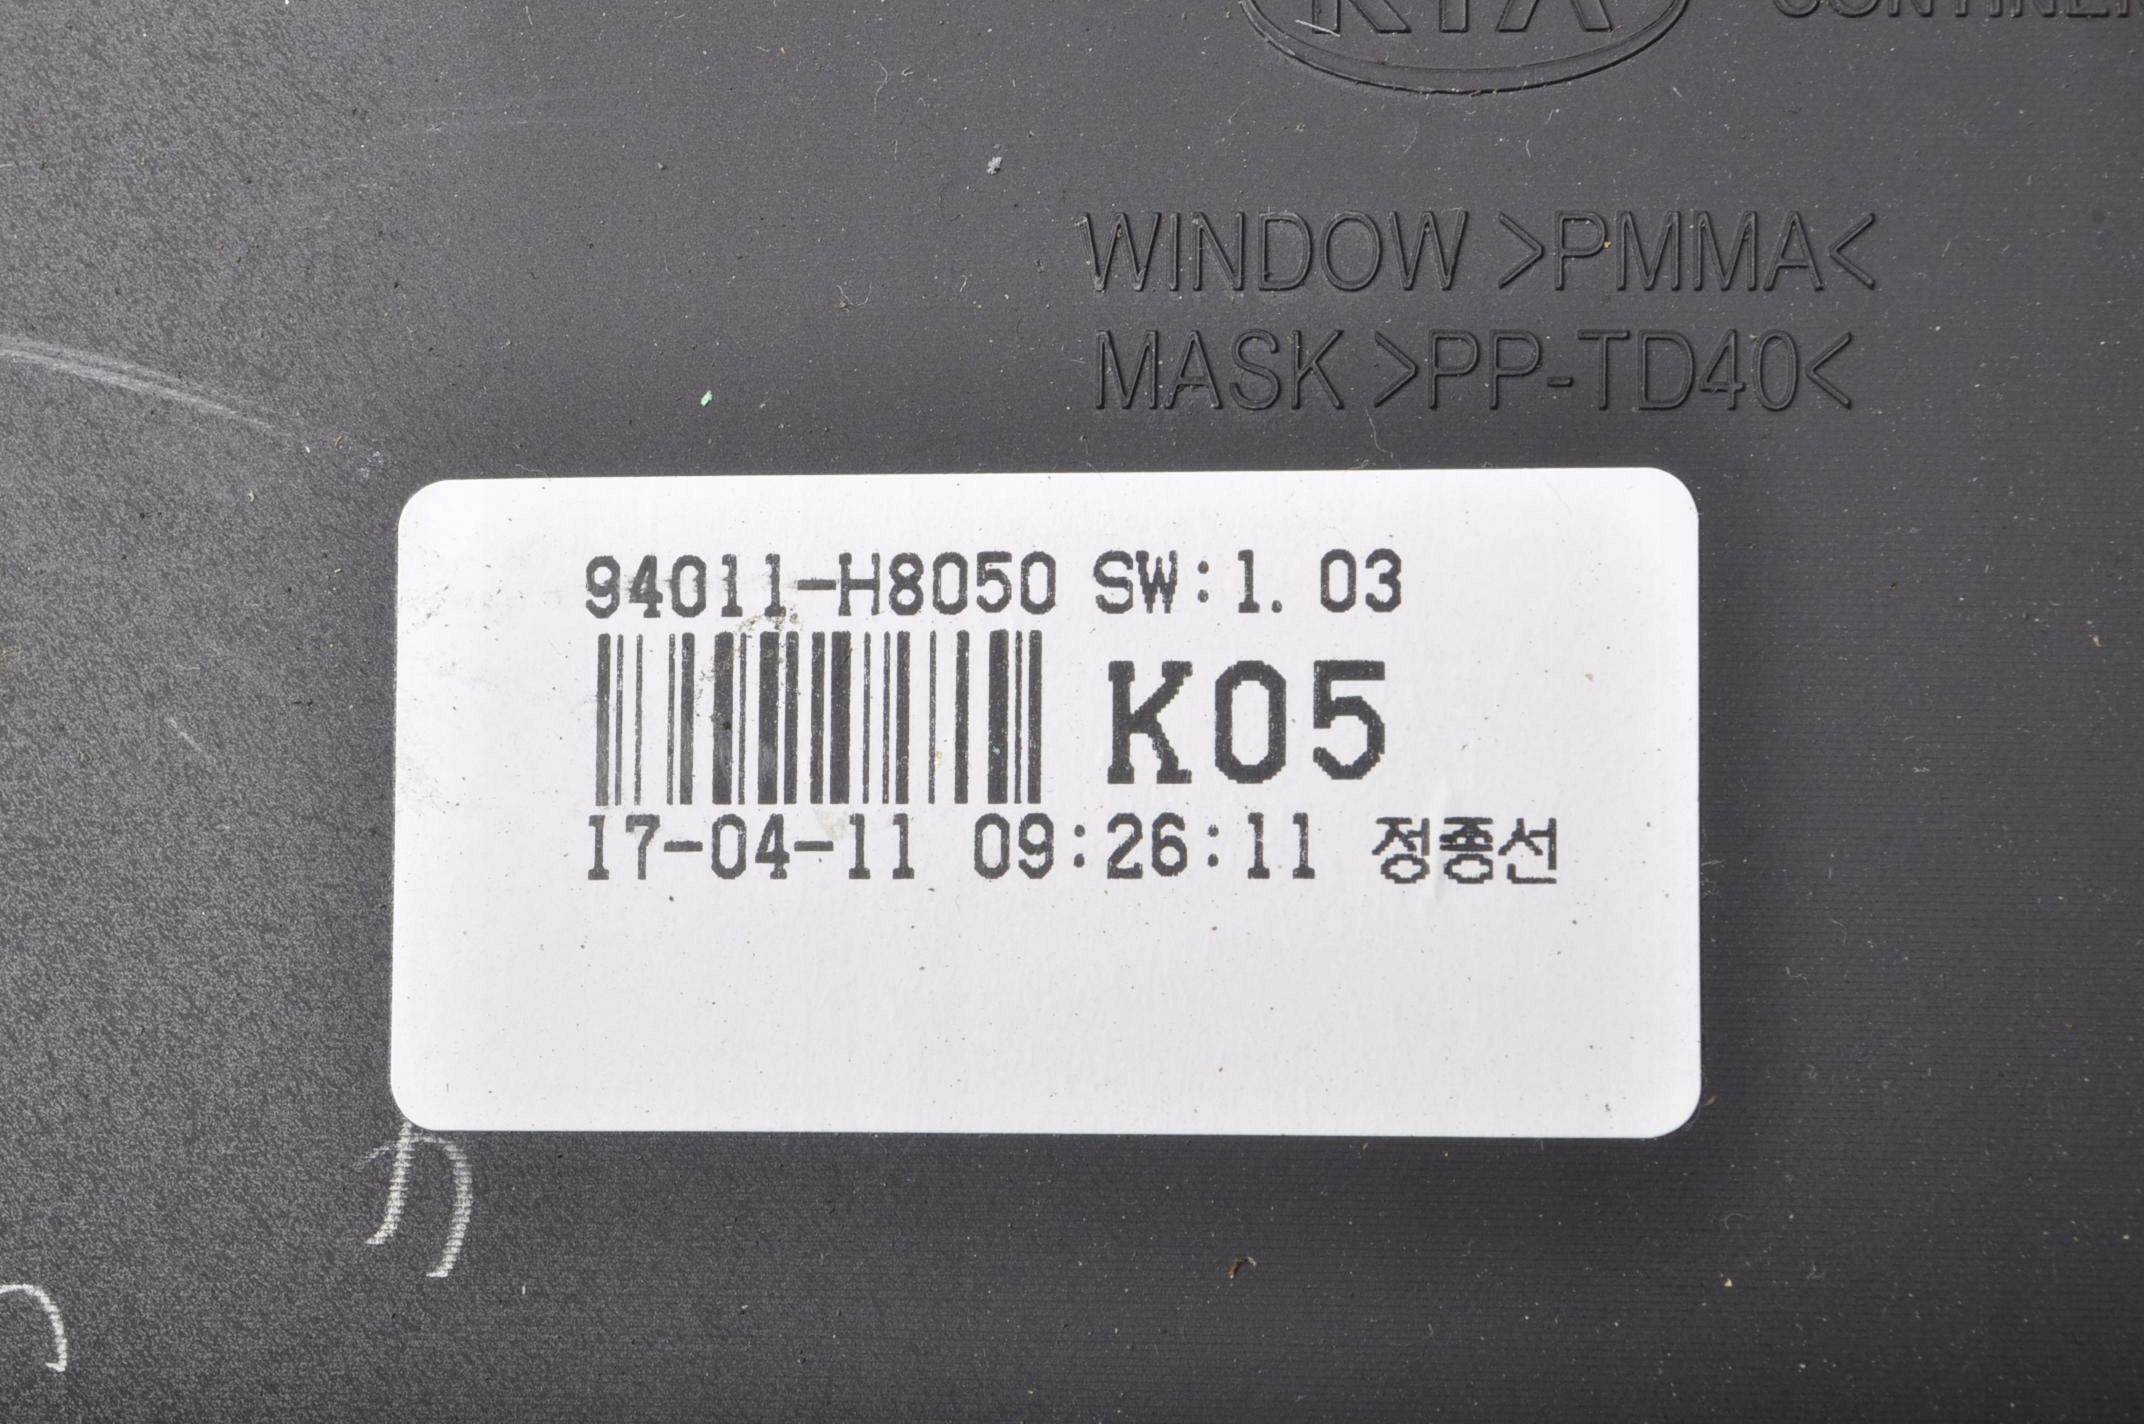 KIA
WINDOW >PMMA<
MASK >PP-TD40<
94011-H8050 SW:1.03
K05
17-04-11 09:26:11 정종선